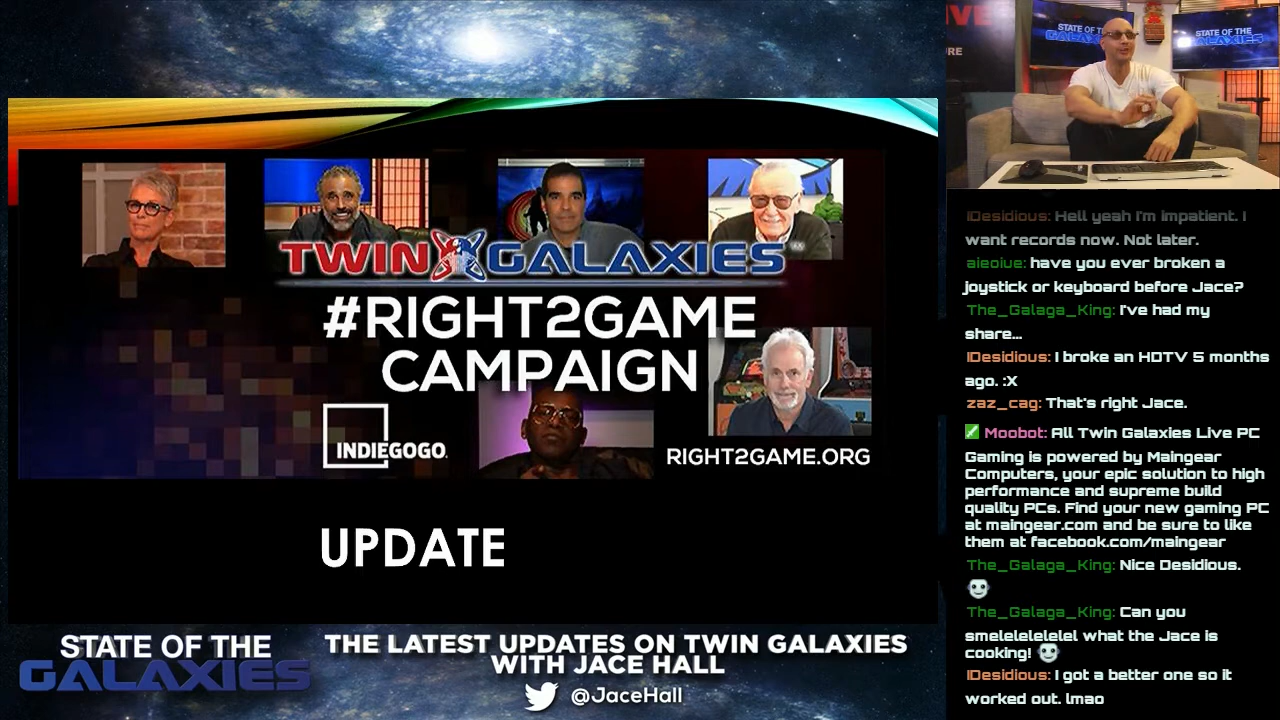 IVE
URE
STATE OF THE
GALAXIES
STATE OF THE
GALAXIES
TWIN GALAXIES
#RIGHT2GAME
CAMPAIGN
INDIEGOGO
RIGHT2GAME.ORG
UPDATE
STATE OF THE
GALAXIES
THE LATEST UPDATES ON TWIN GALAXIES
WITH JACE HALL
@JaceHall
IDesidious: Hell yeah I'm impatient. I
want records now. Not later.
aieoiue: have you ever broken a
joystick or keyboard before Jace?
The_Galaga_King: I've had my
share...
IDesidious: I broke an HDTV 5 months
ago. :X
zaz_cag: That's right Jace.
Moobot: All Twin Galaxies Live PC
Gaming is powered by Maingear
Computers, your epic solution to high
performance and supreme build
quality PCs. Find your new gaming PC
at maingear.com and be sure to like
them at facebook.com/maingear
The_Galaga_King: Nice Desidious.
The_Galaga_King: Can you
smelelelelelel what the Jace is
cooking!
IDesidious: I got a better one so it
worked out. lmao